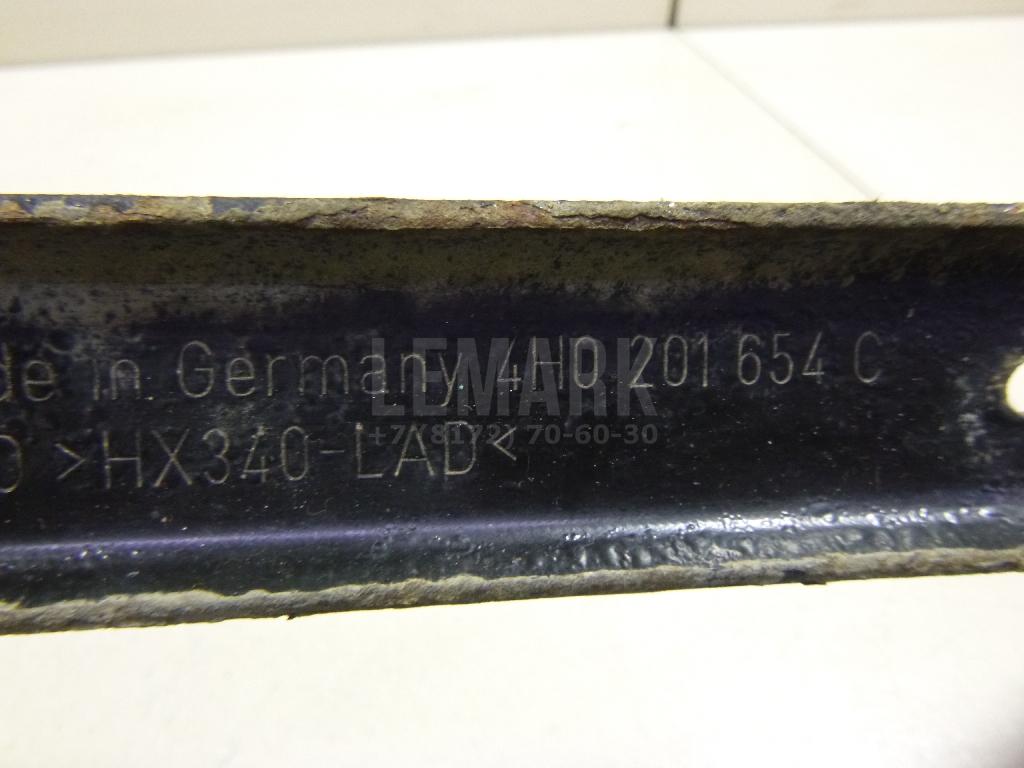 de in Germany 4H0 201 654 C
>HX340-LAD<
LEMARK
+7 (8172) 70-60-30